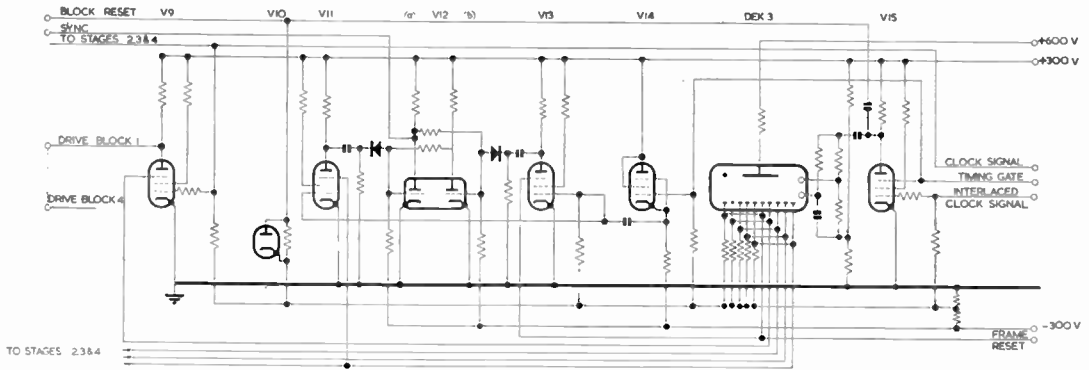 BLOCK RESET V9 V10 V11 (a) V12 (b) V13 V14 DEK 3 V15
SYNC
TO STAGES 2,3 & 4
+600 V
+300 V
DRIVE BLOCK 1
CLOCK SIGNAL
TIMING GATE
INTERLACED
CLOCK SIGNAL
DRIVE BLOCK 4
-300 V
FRAME
RESET
TO STAGES 2,3 & 4